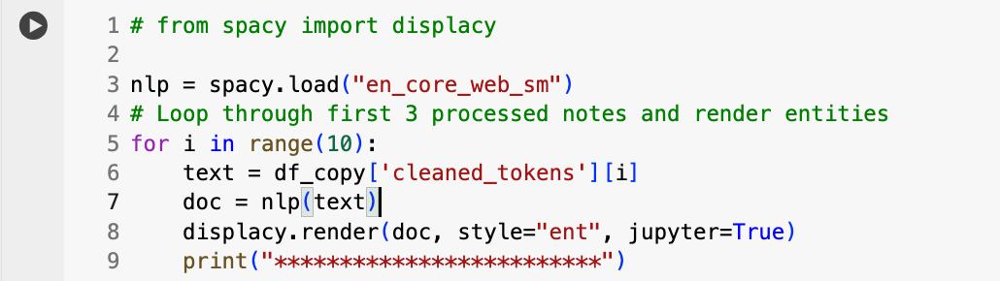 1 # from spacy import displacy
2
3 nlp = spacy.load("en_core_web_sm")
4 # Loop through first 3 processed notes and render entities
5 for i in range(10):
6     text = df_copy['cleaned_tokens'][i]
7     doc = nlp(text)
8     displacy.render(doc, style="ent", jupyter=True)
9     print("*************************")